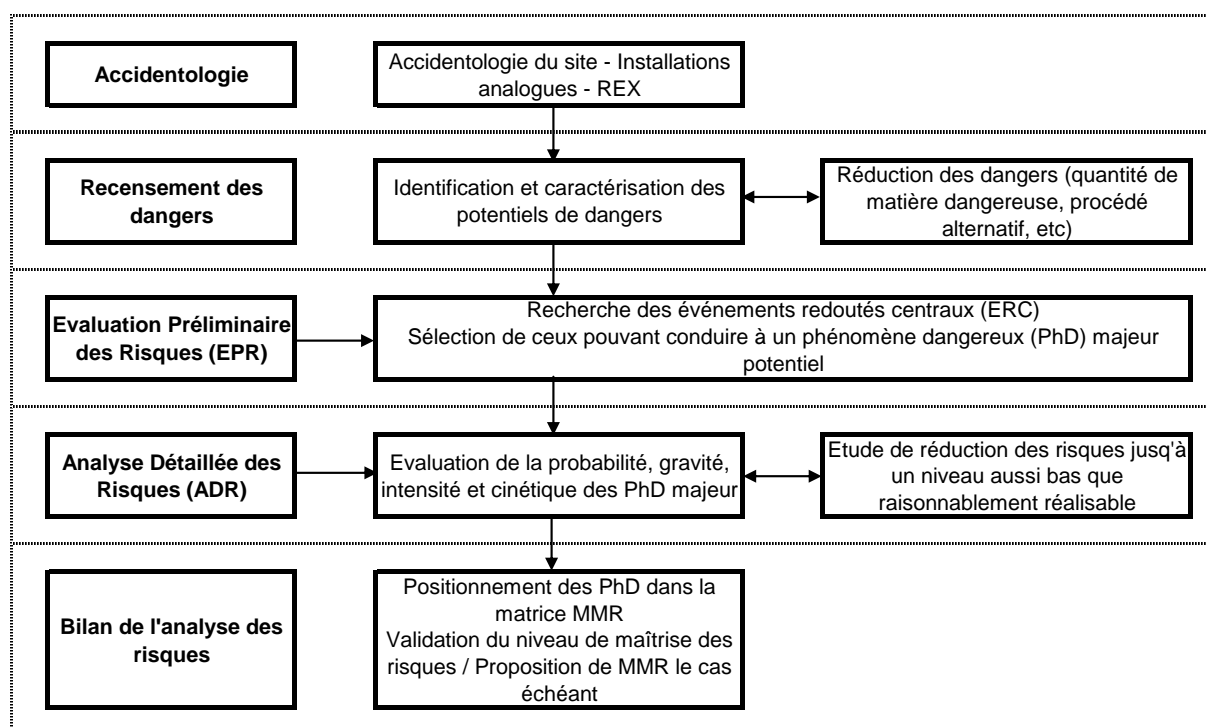 Accidentologie
Accidentologie du site - Installations
analogues - REX
Recensement des
dangers
Identification et caractérisation des
potentiels de dangers
Réduction des dangers (quantité de
matière dangereuse, procédé
alternatif, etc)
Evaluation Préliminaire
des Risques (EPR)
Recherche des événements redoutés centraux (ERC)
Sélection de ceux pouvant conduire à un phénomène dangereux (PhD) majeur
potentiel
Analyse Détaillée des
Risques (ADR)
Evaluation de la probabilité, gravité,
intensité et cinétique des PhD majeur
Etude de réduction des risques jusqu'à
un niveau aussi bas que
raisonnablement réalisable
Bilan de l'analyse des
risques
Positionnement des PhD dans la
matrice MMR
Validation du niveau de maîtrise des
risques / Proposition de MMR le cas
échéant